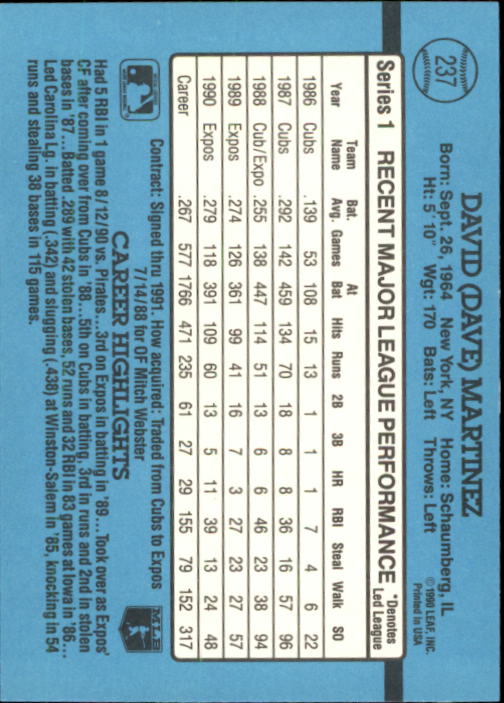 237
DAVID (DAVE) MARTINEZ
©1990 LEAF, INC.
Printed in USA
Born: Sept. 26, 1964 New York, NY Home: Schaumberg, IL
Ht: 5' 10" Wgt: 170 Bats: Left Throws: Left
Series 1 RECENT MAJOR LEAGUE PERFORMANCE *Denotes Led League
Year Team Name Bat. Avg. Games At Bat Hits Runs 2B 3B HR RBI Steal Walk SO
1986 Cubs .139 53 108 15 13 1 1 1 7 4 6 22
1987 Cubs .292 142 459 134 70 18 8 8 36 16 57 96
1988 Cub/Expo .255 138 447 114 51 13 6 6 46 23 38 94
1989 Expos .274 126 361 99 41 16 7 3 27 23 27 57
1990 Expos .279 118 391 109 60 13 5 11 39 13 24 48
Career .267 577 1766 471 235 61 27 29 155 79 152 317
Contract: Signed thru 1991. How acquired: Traded from Cubs to Expos
7/14/88 for OF Mitch Webster
CAREER HIGHLIGHTS
MLB
Had 5 RBI in 1 game 8/12/90 vs. Pirates...3rd on Expos in batting in '89...Took over as Expos'
CF after coming over from Cubs in '88...5th on Cubs in batting, 3rd in runs and 2nd in stolen
bases in '87...Batted .289 with 42 stolen bases, 52 runs and 32 RBI in 83 games at Iowa in '86...
Led Carolina Lg. in batting (.342) and slugging (.438) at Winston-Salem in '85, knocking in 54
runs and stealing 38 bases in 115 games.